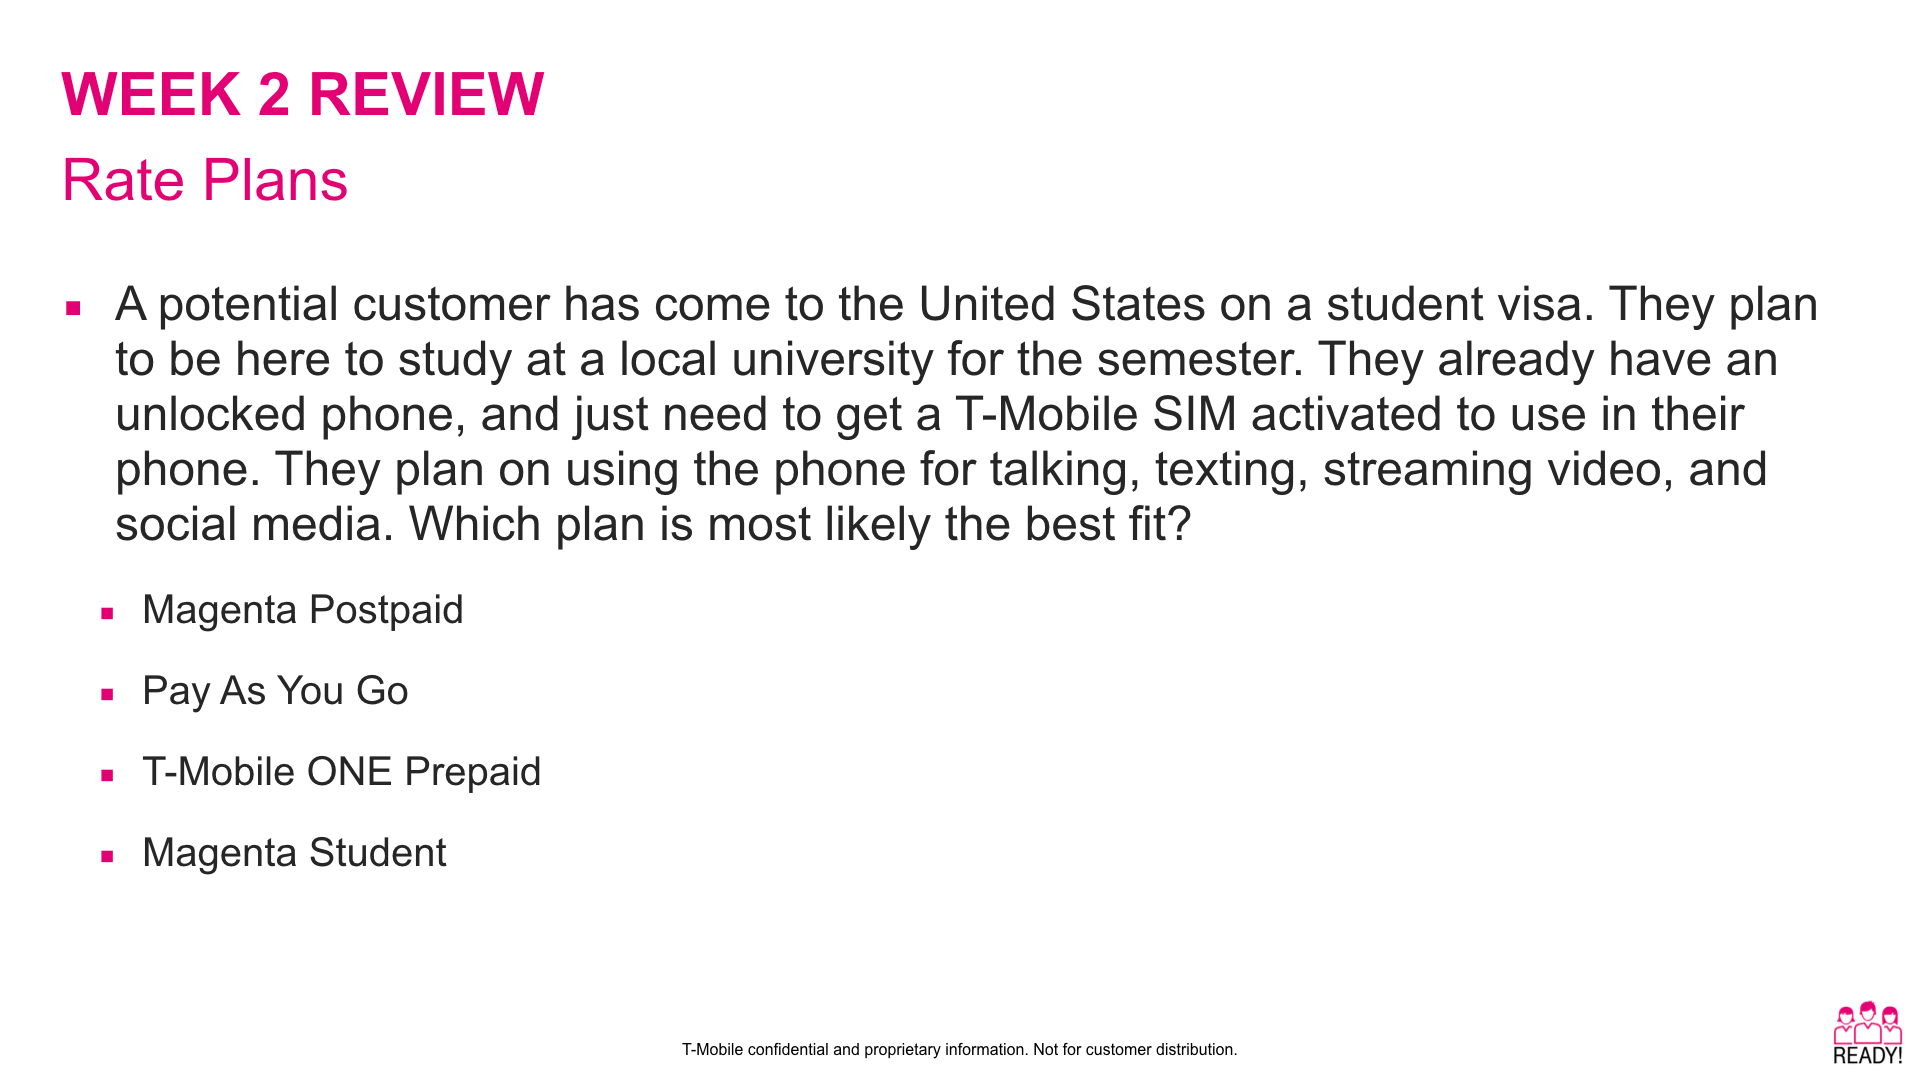 WEEK 2 REVIEW
Rate Plans
A potential customer has come to the United States on a student visa. They plan
to be here to study at a local university for the semester. They already have an
unlocked phone, and just need to get a T-Mobile SIM activated to use in their
phone. They plan on using the phone for talking, texting, streaming video, and
social media. Which plan is most likely the best fit?
Magenta Postpaid
Pay As You Go
T-Mobile ONE Prepaid
Magenta Student
T-Mobile confidential and proprietary information. Not for customer distribution.
READY!